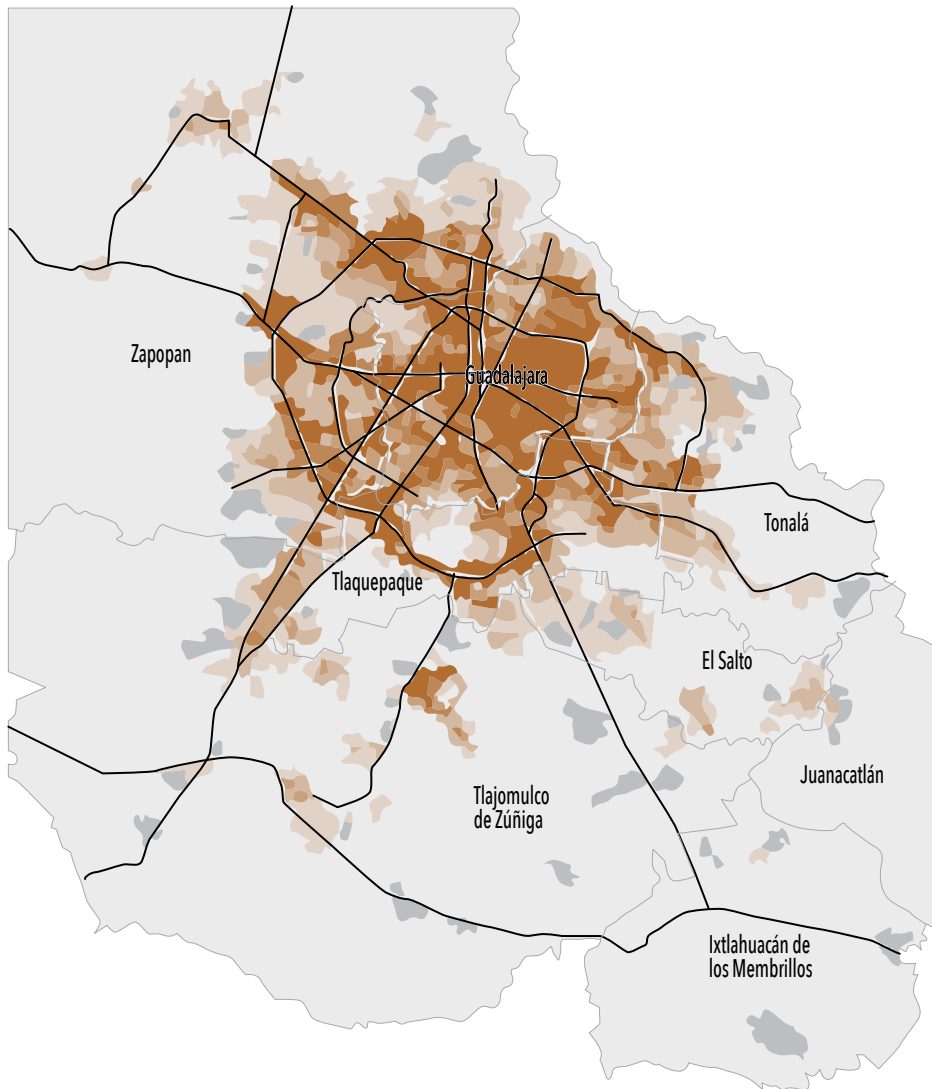 Zapopan
Guadalajara
Tonalá
Tlaquepaque
El Salto
Juanacatlán
Tlajomulco
de Zúñiga
Ixtlahuacán de
los Membrillos